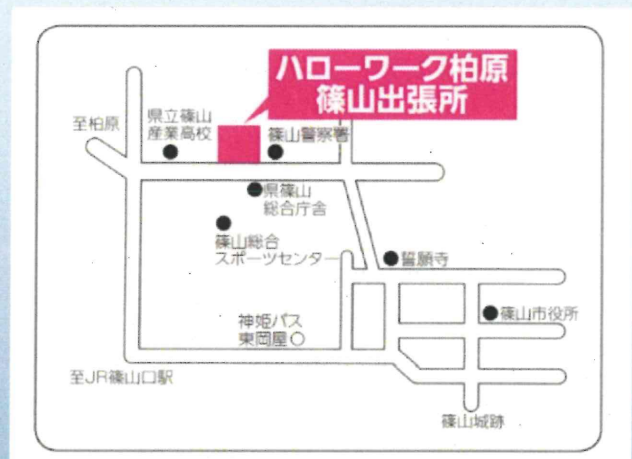 ハローワーク柏原
篠山出張所
至柏原
県立篠山
産業高校
篠山警察署
県篠山
総合庁舎
篠山総合
スポーツセンター
誓願寺
篠山市役所
神姫バス
東岡屋
至JR篠山口駅
篠山城跡